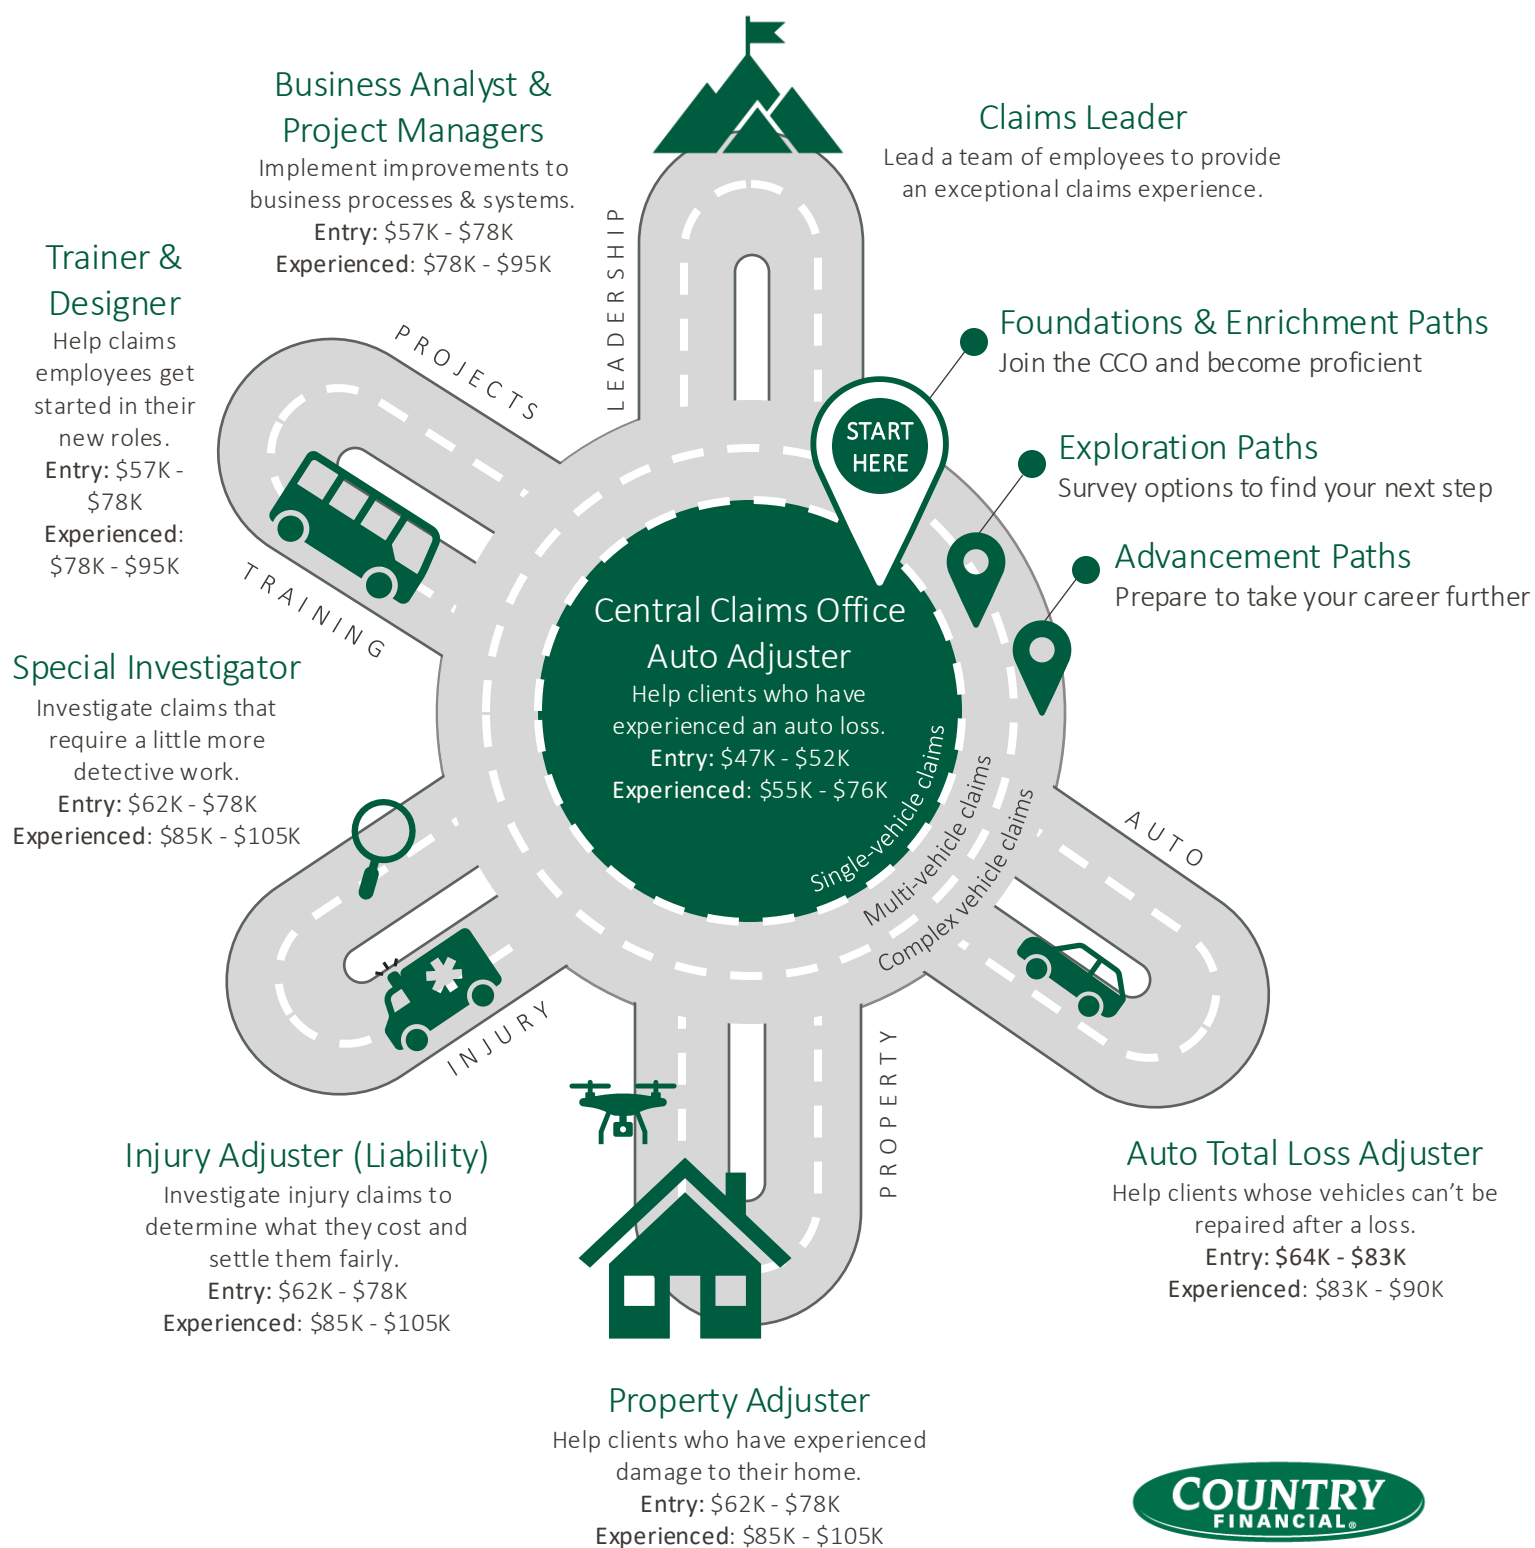 Business Analyst &
Project Managers
Implement improvements to
business processes & systems.
Entry: $57K - $78K
Experienced: $78K - $95K
Claims Leader
Lead a team of employees to provide
an exceptional claims experience.
LEADERSHIP
PROJECTS
Trainer &
Designer
Help claims
employees get
started in their
new roles.
Entry: $57K -
$78K
Experienced:
$78K - $95K
TRAINING
Foundations & Enrichment Paths
Join the CCO and become proficient
START
HERE
Exploration Paths
Survey options to find your next step
Advancement Paths
Prepare to take your career further
Central Claims Office
Auto Adjuster
Help clients who have
experienced an auto loss.
Entry: $47K - $52K
Experienced: $55K - $76K
Single-vehicle claims
Multi-vehicle claims
Complex vehicle claims
Special Investigator
Investigate claims that
require a little more
detective work.
Entry: $62K - $78K
Experienced: $85K - $105K
AUTO
INJURY
PROPERTY
Injury Adjuster (Liability)
Investigate injury claims to
determine what they cost and
settle them fairly.
Entry: $62K - $78K
Experienced: $85K - $105K
Auto Total Loss Adjuster
Help clients whose vehicles can’t be
repaired after a loss.
Entry: $64K - $83K
Experienced: $83K - $90K
Property Adjuster
Help clients who have experienced
damage to their home.
Entry: $62K - $78K
Experienced: $85K - $105K
COUNTRY
FINANCIAL®